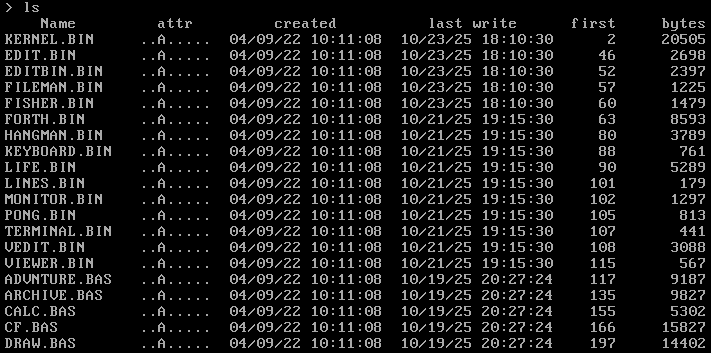 > ls
Name attr created last write first bytes
KERNEL.BIN ..A..... 04/09/22 10:11:08 10/23/25 18:10:30 2 20505
EDIT.BIN ..A..... 04/09/22 10:11:08 10/23/25 18:10:30 46 2698
EDITBIN.BIN ..A..... 04/09/22 10:11:08 10/23/25 18:10:30 52 2397
FILEMAN.BIN ..A..... 04/09/22 10:11:08 10/23/25 18:10:30 57 1225
FISHER.BIN ..A..... 04/09/22 10:11:08 10/23/25 18:10:30 60 1479
FORTH.BIN ..A..... 04/09/22 10:11:08 10/21/25 19:15:30 63 8593
HANGMAN.BIN ..A..... 04/09/22 10:11:08 10/21/25 19:15:30 80 3789
KEYBOARD.BIN ..A..... 04/09/22 10:11:08 10/21/25 19:15:30 88 761
LIFE.BIN ..A..... 04/09/22 10:11:08 10/21/25 19:15:30 90 5289
LINES.BIN ..A..... 04/09/22 10:11:08 10/21/25 19:15:30 101 179
MONITOR.BIN ..A..... 04/09/22 10:11:08 10/21/25 19:15:30 102 1297
PONG.BIN ..A..... 04/09/22 10:11:08 10/21/25 19:15:30 105 813
TERMINAL.BIN ..A..... 04/09/22 10:11:08 10/21/25 19:15:30 107 441
VEDIT.BIN ..A..... 04/09/22 10:11:08 10/21/25 19:15:30 108 3088
VIEWER.BIN ..A..... 04/09/22 10:11:08 10/21/25 19:15:30 115 567
ADVNTURE.BAS ..A..... 04/09/22 10:11:08 10/19/25 20:27:24 117 9187
ARCHIVE.BAS ..A..... 04/09/22 10:11:08 10/19/25 20:27:24 135 9827
CALC.BAS ..A..... 04/09/22 10:11:08 10/19/25 20:27:24 155 5302
CF.BAS ..A..... 04/09/22 10:11:08 10/19/25 20:27:24 166 15827
DRAW.BAS ..A..... 04/09/22 10:11:08 10/19/25 20:27:24 197 14402